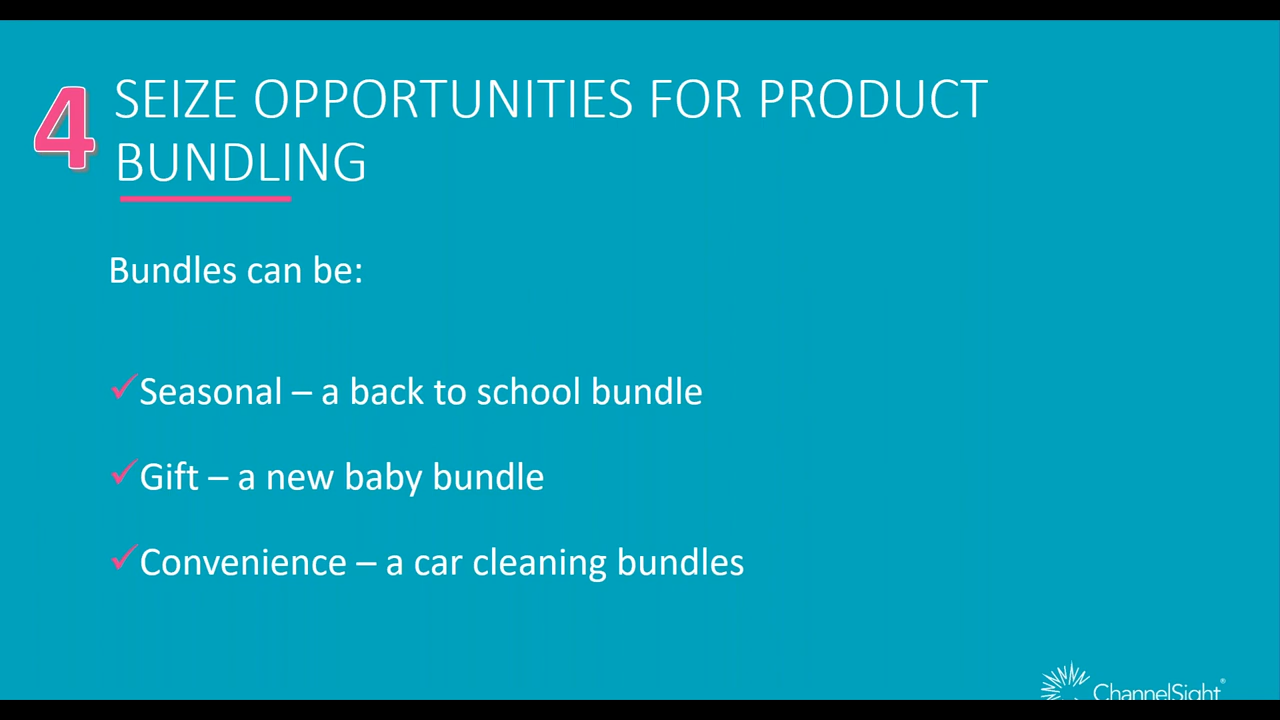 4
SEIZE OPPORTUNITIES FOR PRODUCT
BUNDLING
Bundles can be:
✓Seasonal – a back to school bundle
✓Gift – a new baby bundle
✓Convenience – a car cleaning bundles
ChannelSight®